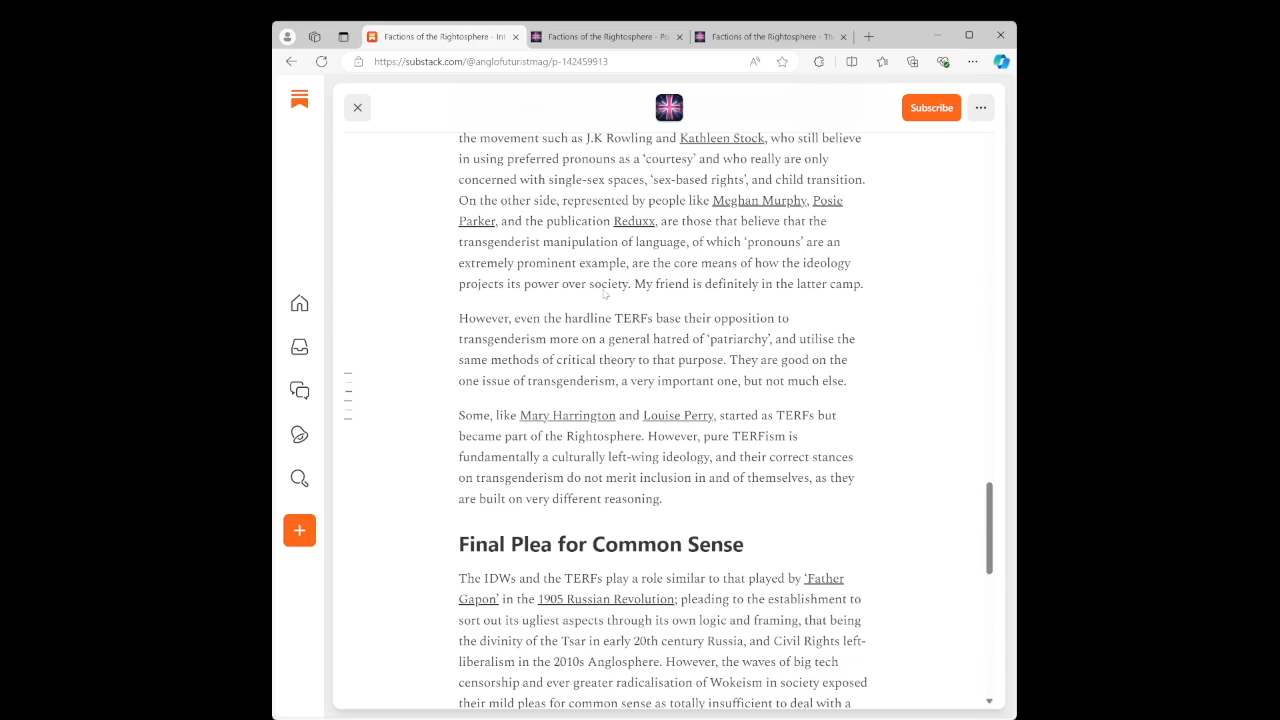 Factions of the Rightosphere - Int
Factions of the Rightosphere - Po
Factions of the Rightosphere - Th
https://substack.com/@anglofuturistmag/p-142459913
Subscribe
the movement such as J.K Rowling and Kathleen Stock, who still believe
in using preferred pronouns as a ‘courtesy’ and who really are only
concerned with single-sex spaces, ‘sex-based rights’, and child transition.
On the other side, represented by people like Meghan Murphy, Posie
Parker, and the publication Reduxx, are those that believe that the
transgenderist manipulation of language, of which ‘pronouns’ are an
extremely prominent example, are the core means of how the ideology
projects its power over society. My friend is definitely in the latter camp.
However, even the hardline TERFs base their opposition to
transgenderism more on a general hatred of ‘patriarchy’, and utilise the
same methods of critical theory to that purpose. They are good on the
one issue of transgenderism, a very important one, but not much else.
Some, like Mary Harrington and Louise Perry, started as TERFs but
became part of the Rightosphere. However, pure TERFism is
fundamentally a culturally left-wing ideology, and their correct stances
on transgenderism do not merit inclusion in and of themselves, as they
are built on very different reasoning.
Final Plea for Common Sense
The IDWs and the TERFs play a role similar to that played by ‘Father
Gapon’ in the 1905 Russian Revolution; pleading to the establishment to
sort out its ugliest aspects through its own logic and framing, that being
the divinity of the Tsar in early 20th century Russia, and Civil Rights left-
liberalism in the 2010s Anglosphere. However, the waves of big tech
censorship and ever greater radicalisation of Wokeism in society exposed
their mild pleas for common sense as totally insufficient to deal with a